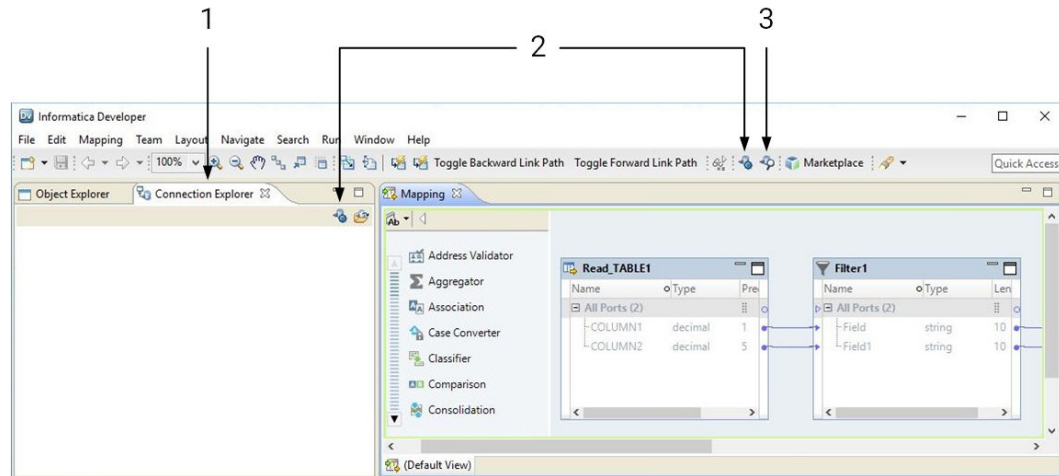 1
2
3
Informatica Developer
File Edit Mapping Team Layout Navigate Search Run Window Help
100% Toggle Backward Link Path Toggle Forward Link Path Marketplace Quick Access
Object Explorer Connection Explorer Mapping
Ab
Address Validator
Aggregator
Association
Case Converter
Classifier
Comparison
Consolidation
Read_TABLE1
Name Type Pre
All Ports (2)
COLUMN1 decimal 1
COLUMN2 decimal 5
Filter1
Name Type Len
All Ports (2)
Field string 10
Field1 string 10
(Default View)